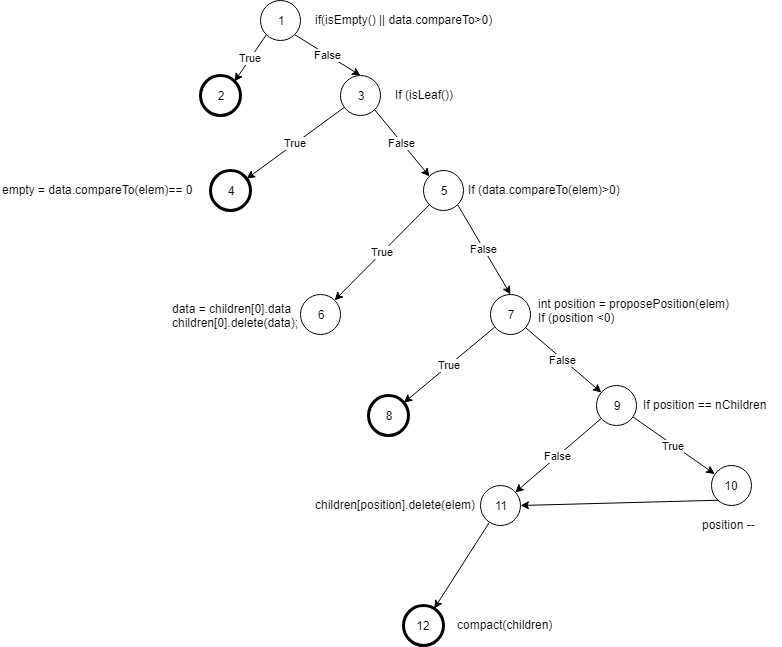 1
if(isEmpty() || data.compareTo>0)
True
False
2
3
If (isLeaf())
True
False
empty = data.compareTo(elem)== 0
4
5
If (data.compareTo(elem)>0)
True
False
data = children[0].data
children[0].delete(data);
6
7
int position = proposePosition(elem)
If (position <0)
True
False
8
9
If position == nChildren
False
True
10
children[position].delete(elem)
11
position --
12
compact(children)